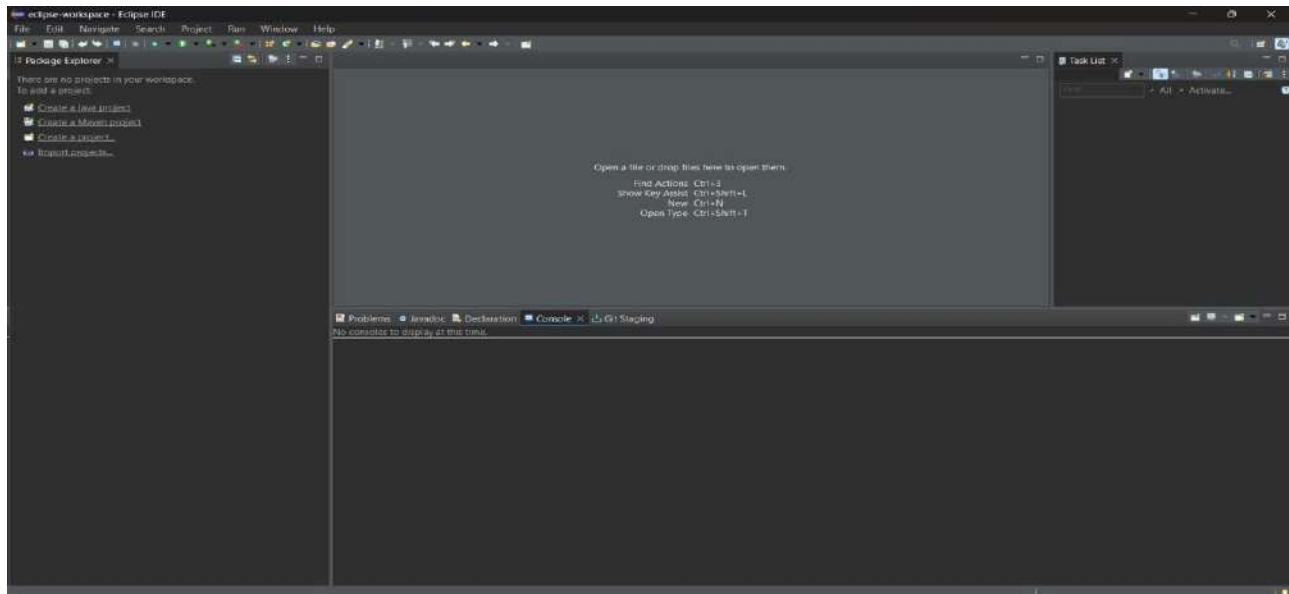 eclipse-workspace - Eclipse IDE
File Edit Navigate Search Project Run Window Help
Package Explorer
There are no projects in your workspace.
To add a project:
Create a Java project
Create a Maven project
Create a project...
Import projects...
Open a file or drop files here to open them.
Find Actions Ctrl+3
Show Key Assist Ctrl+Shift+L
New Ctrl+N
Open Type Ctrl+Shift+T
Task List
All Activate...
Problems Javadoc Declaration Console Git Staging
No consoles to display at this time.